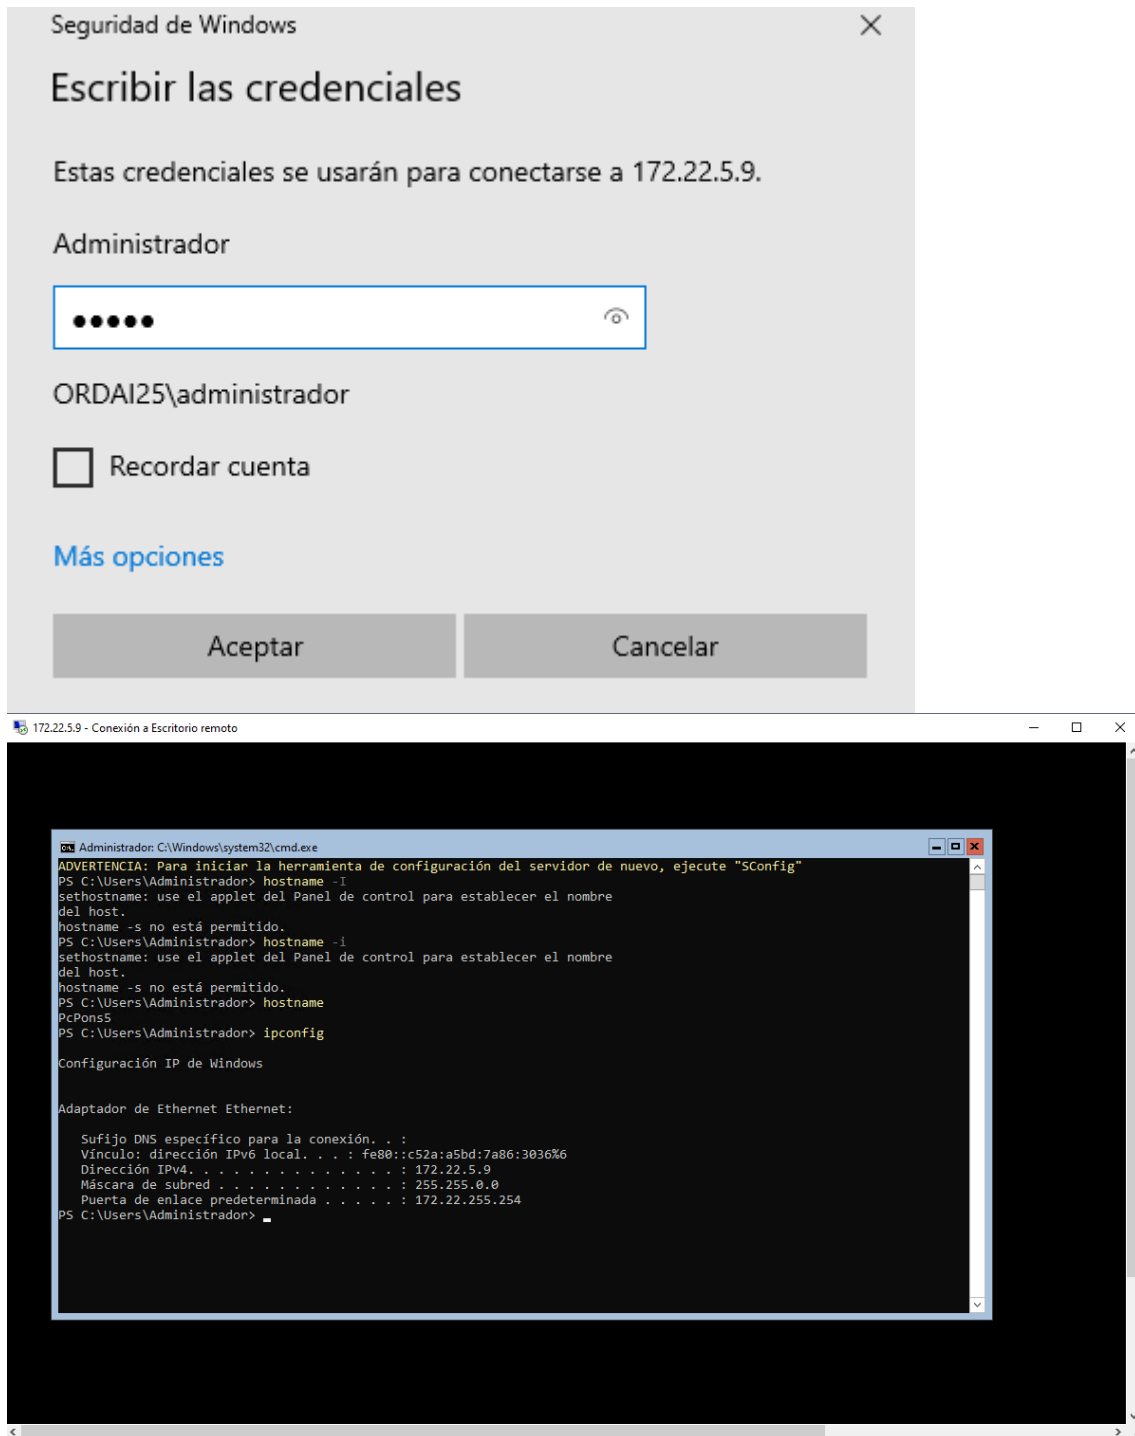 Seguridad de Windows
Escribir las credenciales
Estas credenciales se usarán para conectarse a 172.22.5.9.
Administrador
●●●●●
ORDAI25\administrador
Recordar cuenta
Más opciones
Aceptar
Cancelar
172.22.5.9 - Conexión a Escritorio remoto
Administrador: C:\Windows\system32\cmd.exe
ADVERTENCIA: Para iniciar la herramienta de configuración del servidor de nuevo, ejecute "SConfig"
PS C:\Users\Administrador> hostname -I
sethostname: use el applet del Panel de control para establecer el nombre
del host.
hostname -s no está permitido.
PS C:\Users\Administrador> hostname -i
sethostname: use el applet del Panel de control para establecer el nombre
del host.
hostname -s no está permitido.
PS C:\Users\Administrador> hostname
PcPons5
PS C:\Users\Administrador> ipconfig
Configuración IP de Windows
Adaptador de Ethernet Ethernet:
Sufijo DNS específico para la conexión. . :
Vínculo: dirección IPv6 local. . . : fe80::c52a:a5bd:7a86:3036%6
Dirección IPv4. . . . . . . . . . . . . . : 172.22.5.9
Máscara de subred . . . . . . . . . . . . : 255.255.0.0
Puerta de enlace predeterminada . . . . . : 172.22.255.254
PS C:\Users\Administrador>